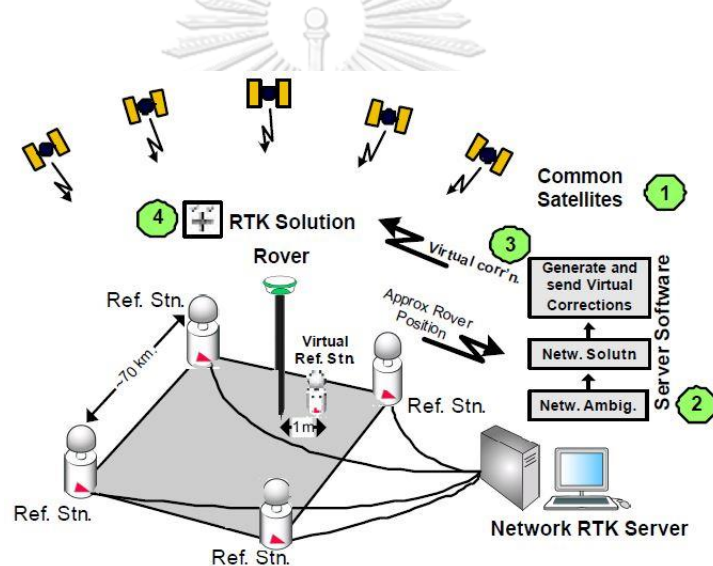 Common
Satellites
1
4
RTK Solution
Rover
3
Virtual corr'n.
Generate and
send Virtual
Corrections
Server Software
Approx Rover
Position
Netw. Solutn
Netw. Ambig.
2
Ref. Stn.
~70 km.
Virtual
Ref. Stn.
Ref. Stn.
1m
Ref. Stn.
Ref. Stn.
Network RTK Server